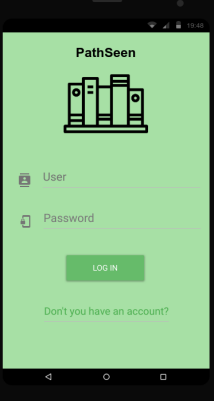 19:48
PathSeen
User
Password
LOG IN
Don't you have an account?